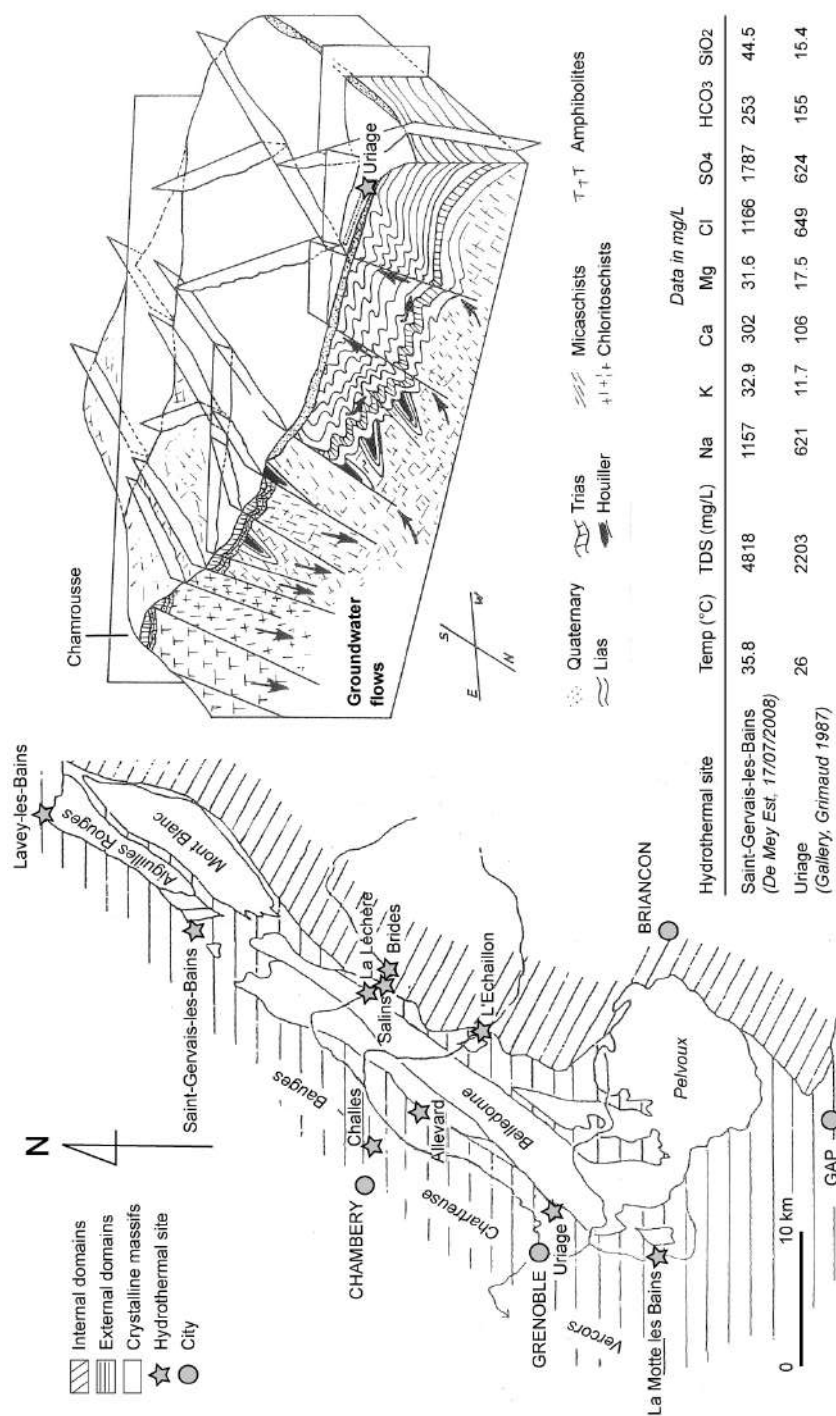 N
Internal domains
External domains
Crystalline massifs
Hydrothermal site
City
Lavey-les-Bains
Aiguilles Rouges
Mont Blanc
Saint-Gervais-les-Bains
Bauges
La Léchère
Brides
Salins
CHAMBERY
Challes
Allevard
L'Echaillon
Chartreuse
Belledonne
GRENOBLE
Uriage
Vercors
Pelvoux
BRIANCON
La Motte les Bains
GAP
0 10 km
Chamrousse
Uriage
Groundwater
flows
S
E W
N
Quaternary Trias Micaschists Amphibolites
Lias Houiller Chloritoschists
Data in mg/L
Hydrothermal site Temp (°C) TDS (mg/L) Na K Ca Mg Cl SO4 HCO3 SiO2
Saint-Gervais-les-Bains 35.8 4818 1157 32.9 302 31.6 1166 1787 253 44.5
(De Mey Est, 17/07/2008)
Uriage 26 2203 621 11.7 106 17.5 649 624 155 15.4
(Gallery, Grimaud 1987)